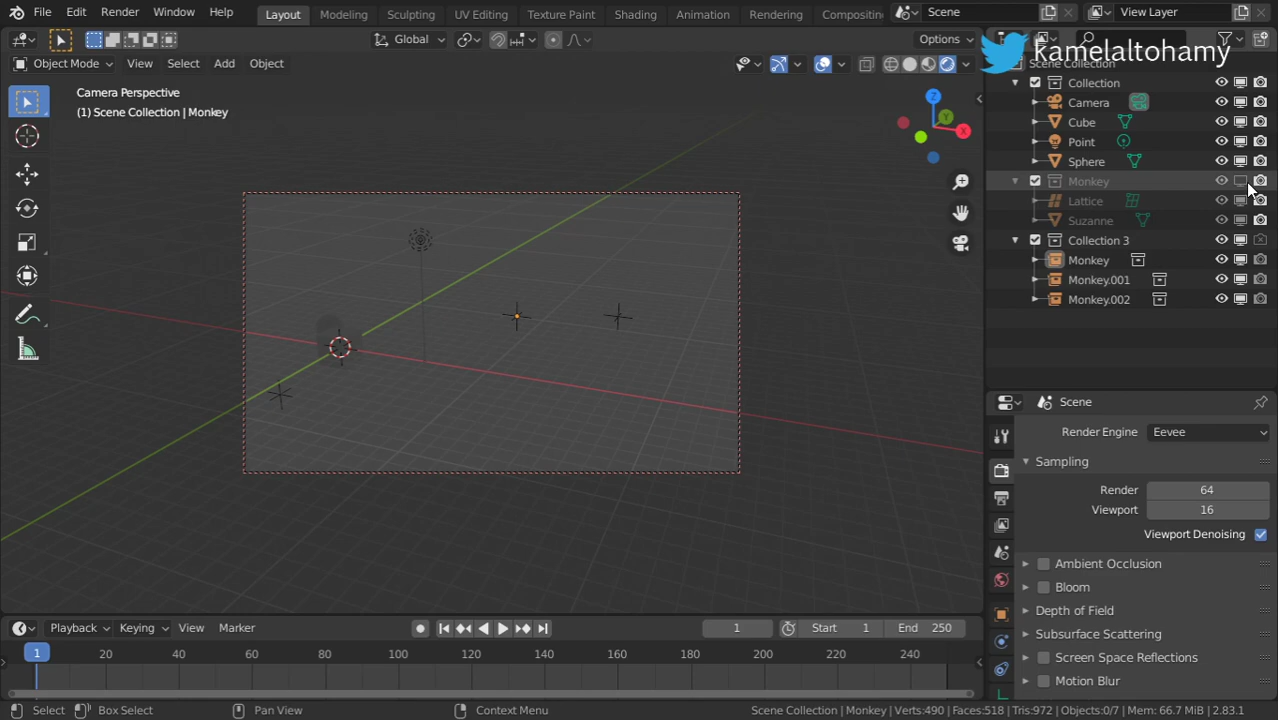 File Edit Render Window Help Layout Modeling Sculpting UV Editing Texture Paint Shading Animation Rendering Compositin Scene View Layer
Global Options
kamelaltohamy
Object Mode View Select Add Object
Scene Collection
Camera Perspective
(1) Scene Collection | Monkey
Collection
Camera
Cube
Point
Sphere
Monkey
Lattice
Suzanne
Collection 3
Monkey
Monkey.001
Monkey.002
Z
Y
X
Scene
Render Engine Eevee
Sampling
Render 64
Viewport 16
Viewport Denoising
Ambient Occlusion
Bloom
Depth of Field
Subsurface Scattering
Screen Space Reflections
Motion Blur
Playback Keying View Marker 1 Start 1 End 250
1 20 40 60 80 100 120 140 160 180 200 220 240
Select Box Select Pan View Context Menu Scene Collection | Monkey | Verts:490 | Faces:518 | Tris:972 | Objects:0/7 | Mem: 66.7 MiB | 2.83.1